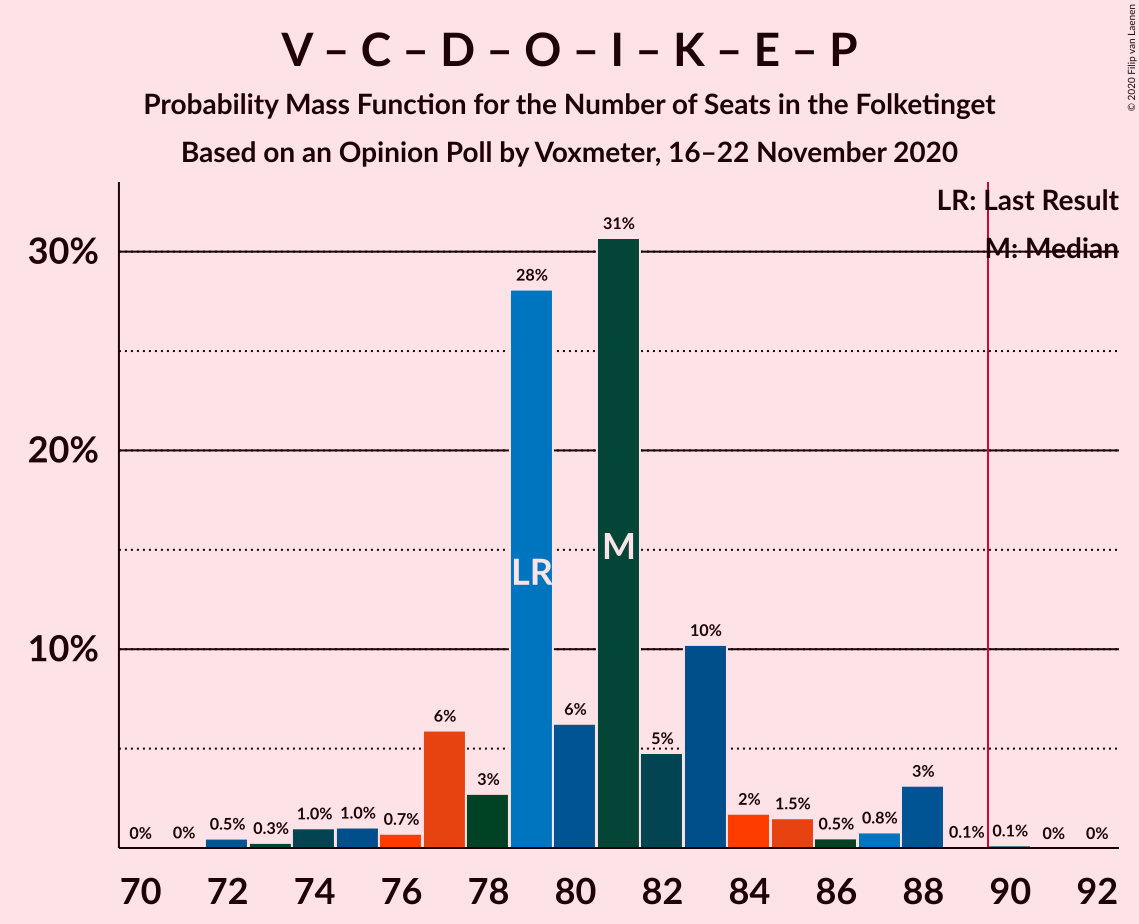 V – C – D – O – I – K – E – P
Probability Mass Function for the Number of Seats in the Folketinget
Based on an Opinion Poll by Voxmeter, 16–22 November 2020
© 2020 Filip van Laenen
LR: Last Result
M: Median
30%
20%
10%
0%
0%
0.5%
0.3%
1.0%
1.0%
0.7%
6%
3%
28%
6%
31%
5%
10%
2%
1.5%
0.5%
0.8%
3%
0.1%
0.1%
0%
0%
LR
M
70 72 74 76 78 80 82 84 86 88 90 92